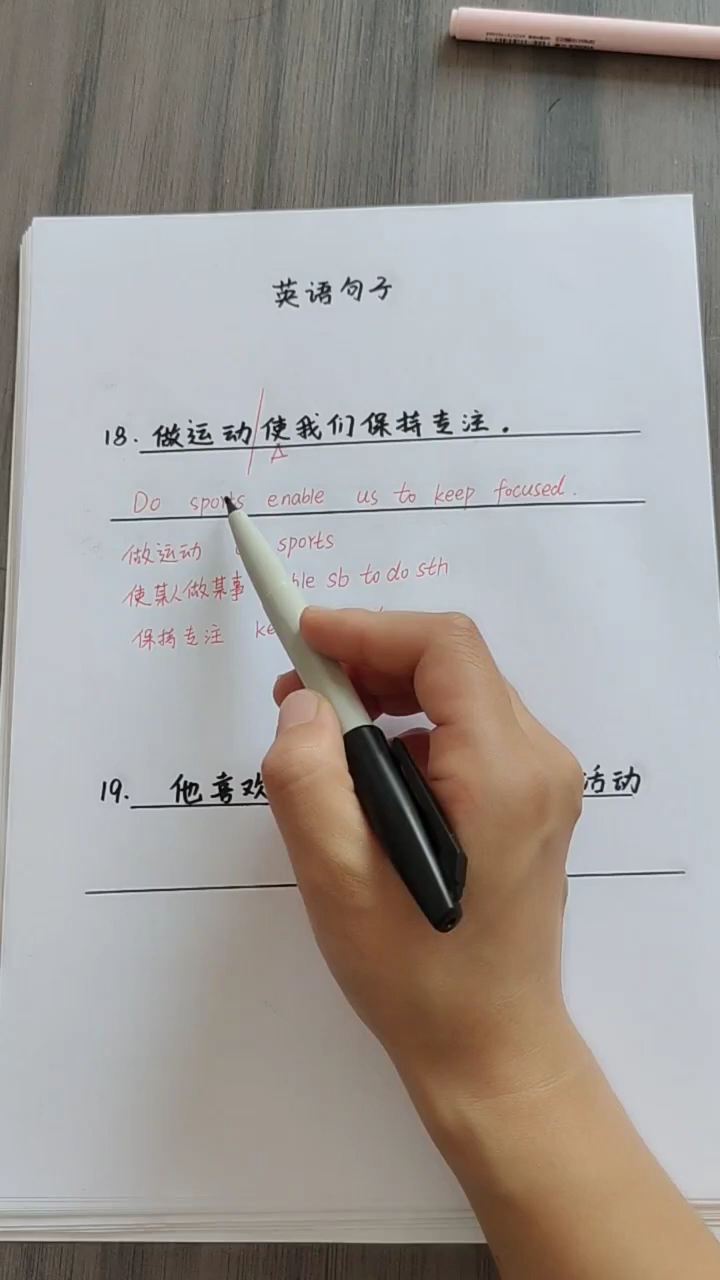 英语句子
18. 做运动使我们保持专注.
Do sports enable us to keep focused.
做运动 sports
使某人做某事 sb to do sth
保持专注
19. 他喜欢 活动